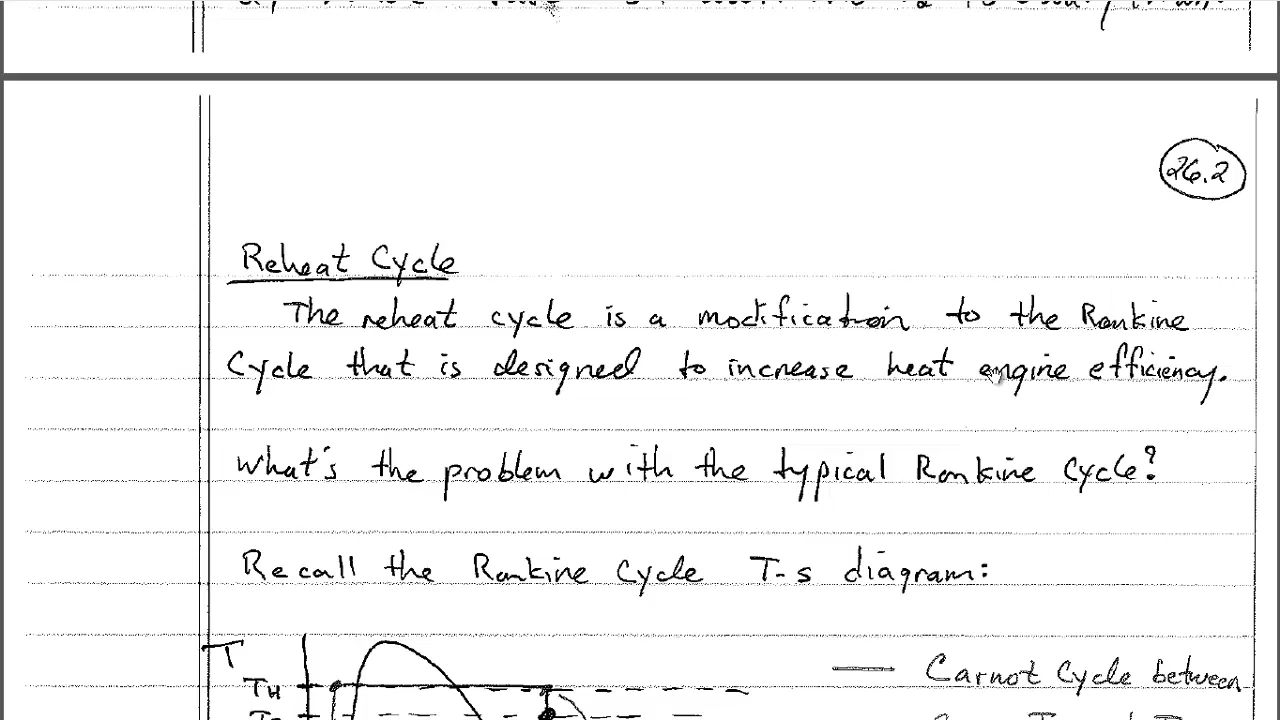 26.2
Reheat Cycle
The reheat cycle is a modification to the Rankine
Cycle that is designed to increase heat engine efficiency.
What's the problem with the typical Rankine Cycle?
Recall the Rankine Cycle T-s diagram:
T
Carnot Cycle between
TH